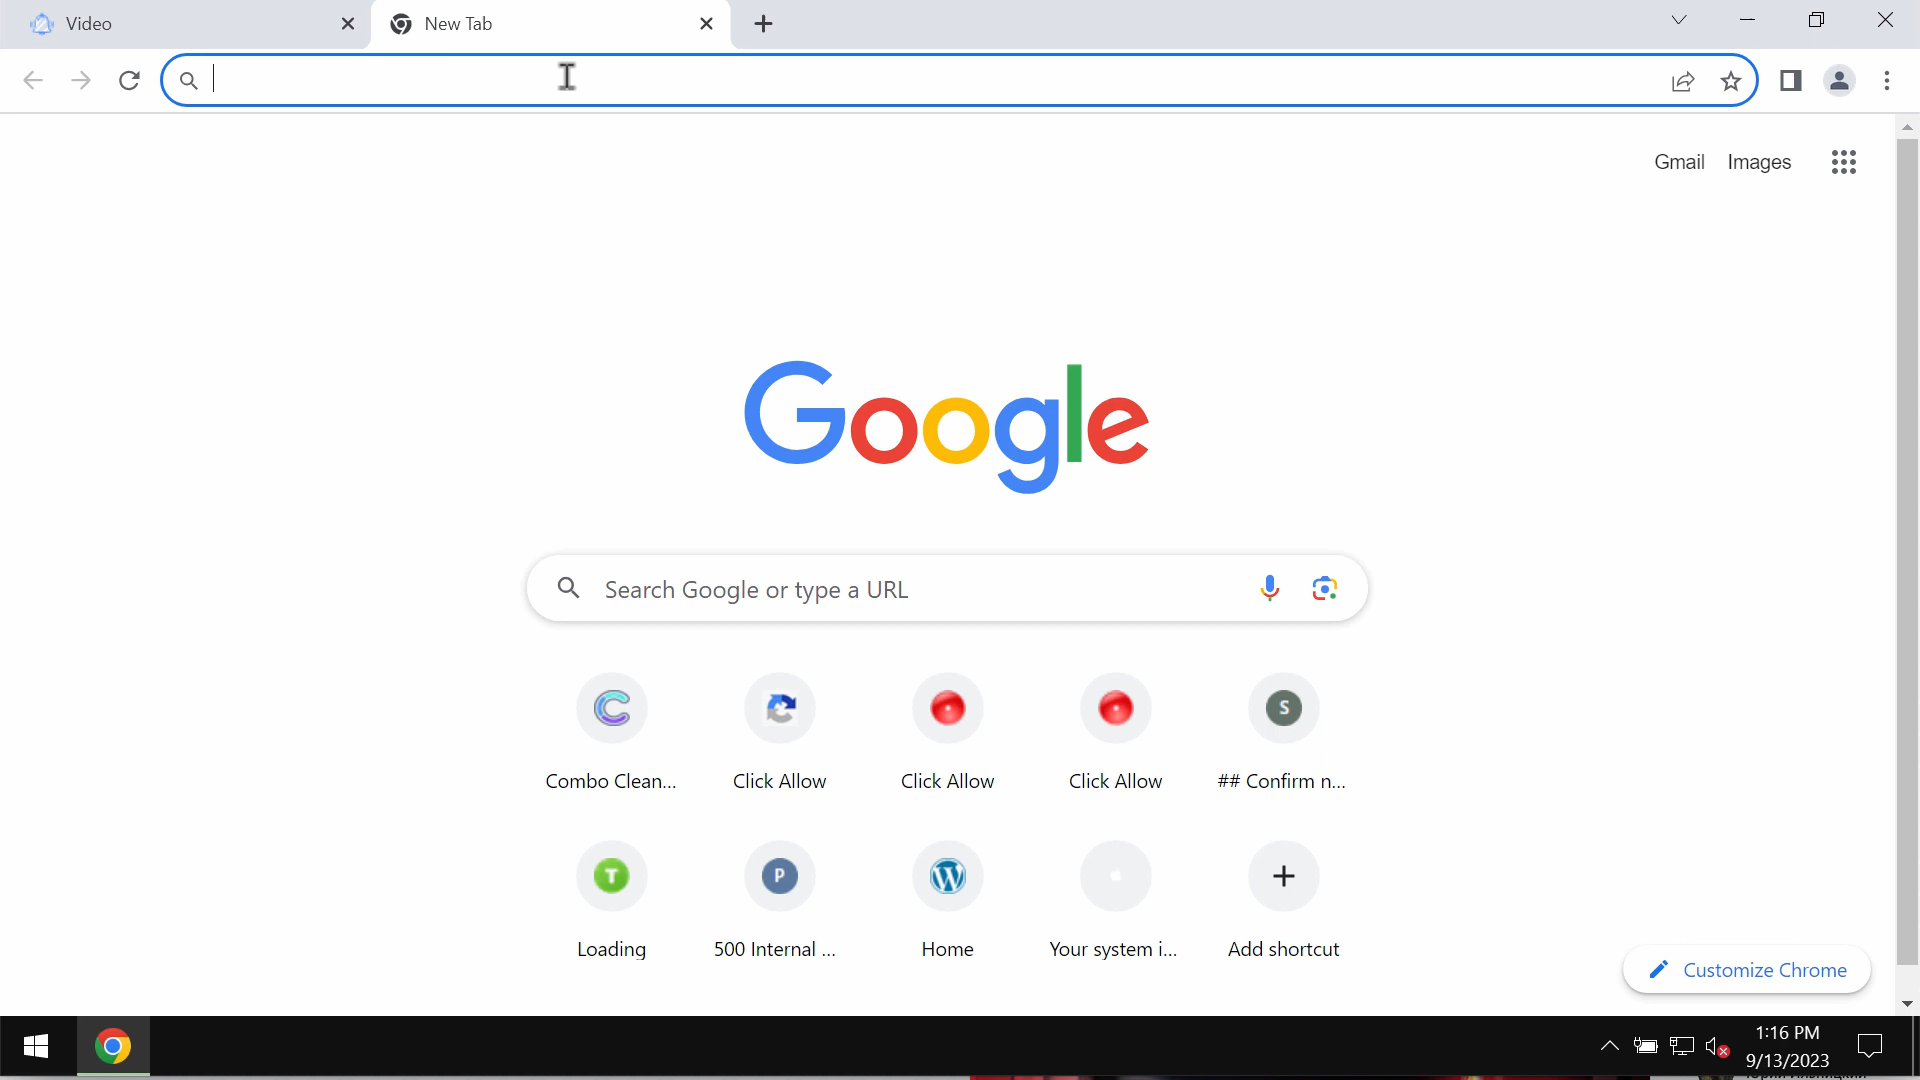 Video
New Tab
Gmail Images
Google
Search Google or type a URL
Combo Clean... Click Allow Click Allow Click Allow ## Confirm n...
S
T P
Loading 500 Internal ... Home Your system i... Add shortcut
Customize Chrome
1:16 PM
9/13/2023